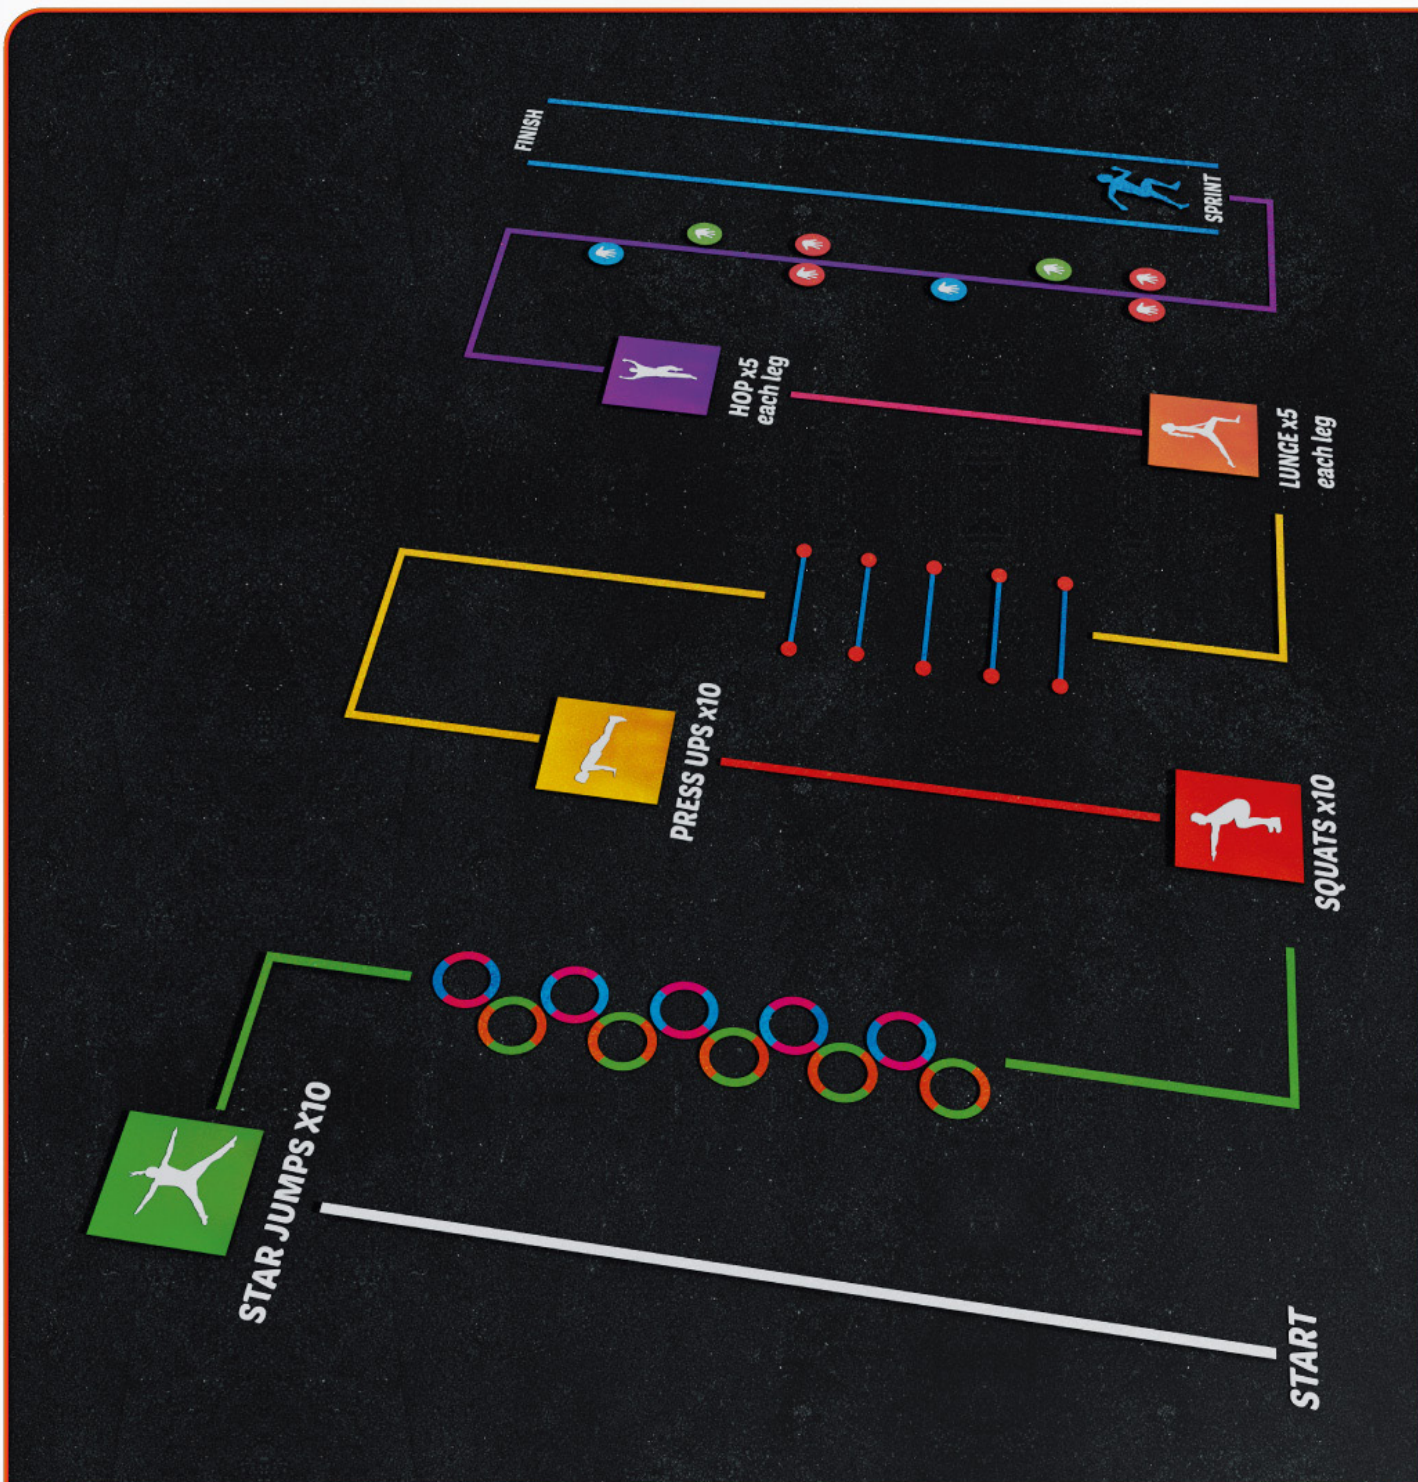 FINISH
SPRINT
HOP x5
each leg
LUNGE x5
each leg
PRESS UPS x10
SQUATS x10
STAR JUMPS X10
START